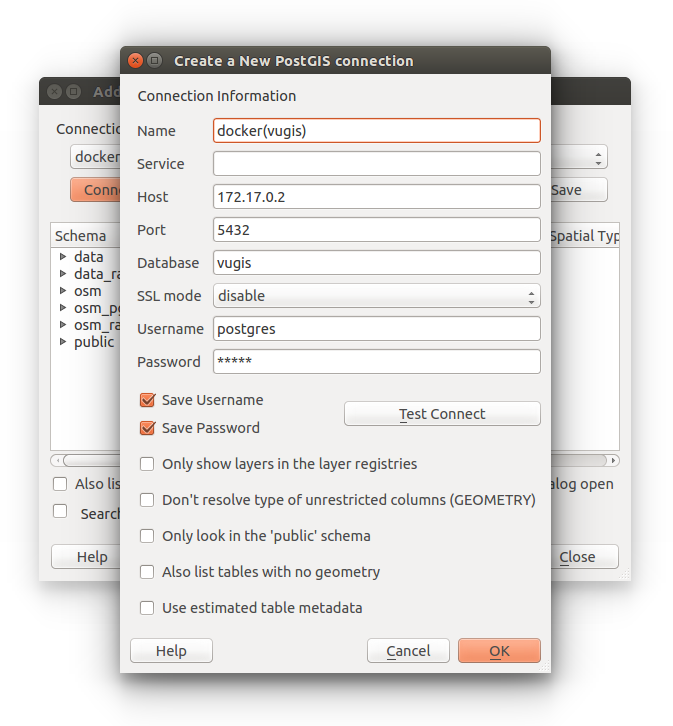 Create a New PostGIS connection
Connection Information
Name docker(vugis)
Service
Host 172.17.0.2
Port 5432
Database vugis
SSL mode disable
Username postgres
Password *****
Save Username
Save Password
Test Connect
Only show layers in the layer registries
Don't resolve type of unrestricted columns (GEOMETRY)
Only look in the 'public' schema
Also list tables with no geometry
Use estimated table metadata
Help Cancel OK
Add
Connection
docker
Conne Save
Schema Spatial Typ
data
data_ra
osm
osm_pg
osm_ra
public
Also lis alog open
Search
Help Close